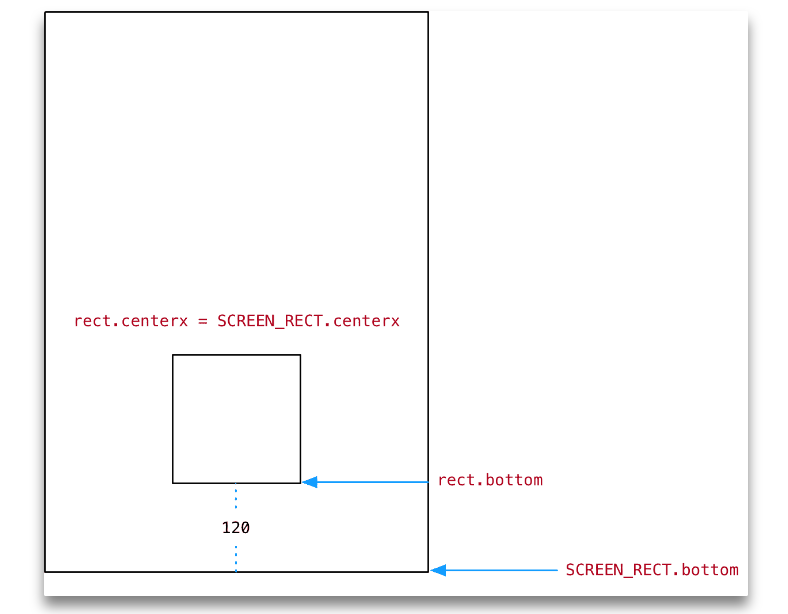 rect.centerx = SCREEN_RECT.centerx
rect.bottom
120
SCREEN_RECT.bottom